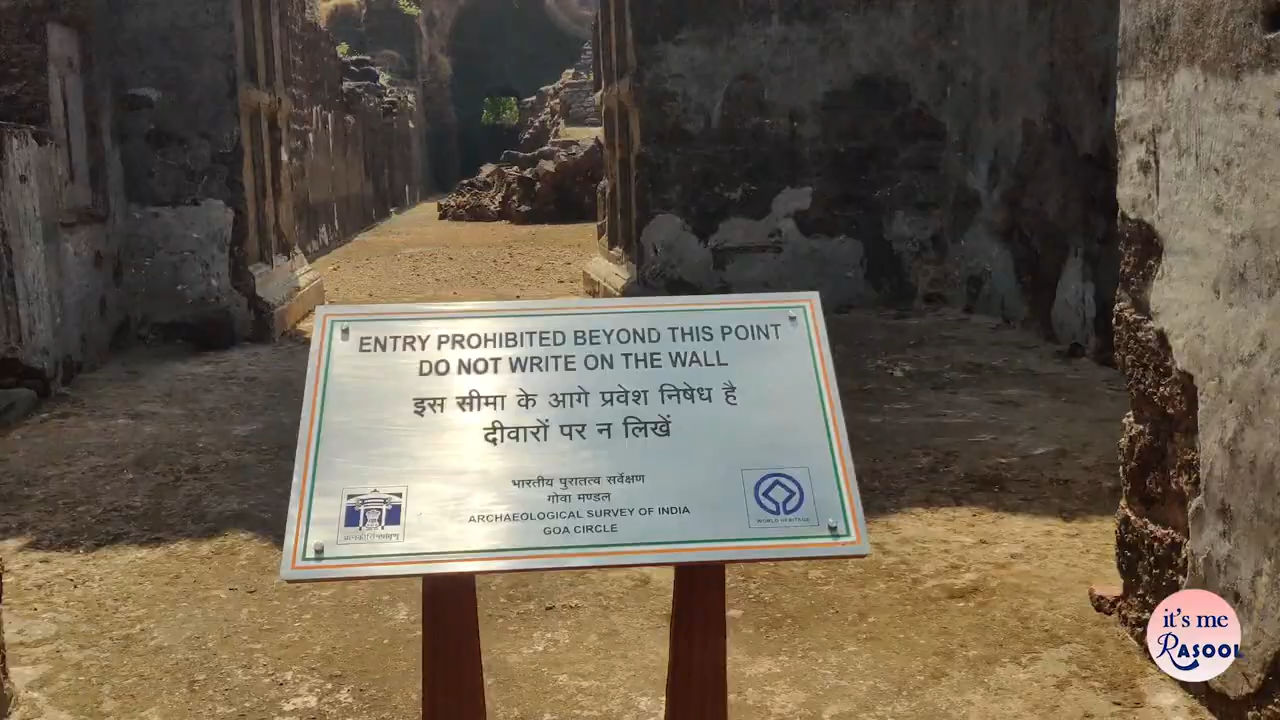 ENTRY PROHIBITED BEYOND THIS POINT
DO NOT WRITE ON THE WALL
इस सीमा के आगे प्रवेश निषेध है
दीवारों पर न लिखें
भारतीय पुरातत्व सर्वेक्षण
गोवा मण्डल
ARCHAEOLOGICAL SURVEY OF INDIA
GOA CIRCLE
WORLD HERITAGE
it's me
RASOOL